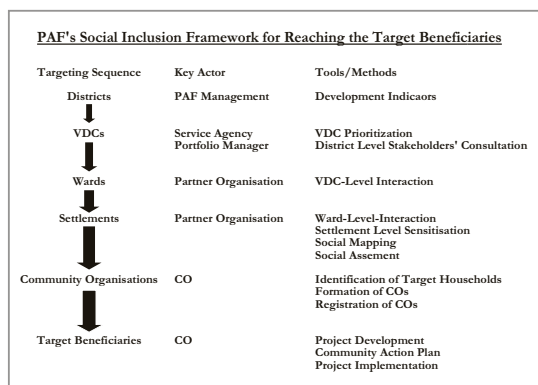 PAF's Social Inclusion Framework for Reaching the Target Beneficiaries
Targeting Sequence Key Actor Tools/Methods
Districts PAF Management Development Indicaors
VDCs Service Agency VDC Prioritization
Portfolio Manager District Level Stakeholders' Consultation
Wards Partner Organisation VDC-Level Interaction
Settlements Partner Organisation Ward-Level-Interaction
Settlement Level Sensitisation
Social Mapping
Social Assement
Community Organisations CO Identification of Target Households
Formation of COs
Registration of COs
Target Beneficiaries CO Project Development
Community Action Plan
Project Implementation